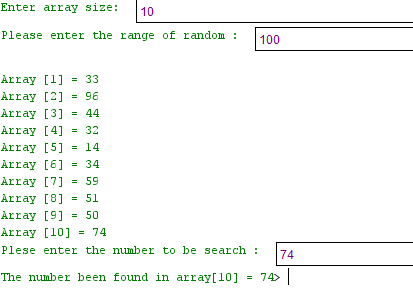 Enter array size: 10
Please enter the range of random : 100
Array [1] = 33
Array [2] = 96
Array [3] = 44
Array [4] = 32
Array [5] = 14
Array [6] = 34
Array [7] = 59
Array [8] = 51
Array [9] = 50
Array [10] = 74
Plese enter the number to be search : 74
The number been found in array[10] = 74>